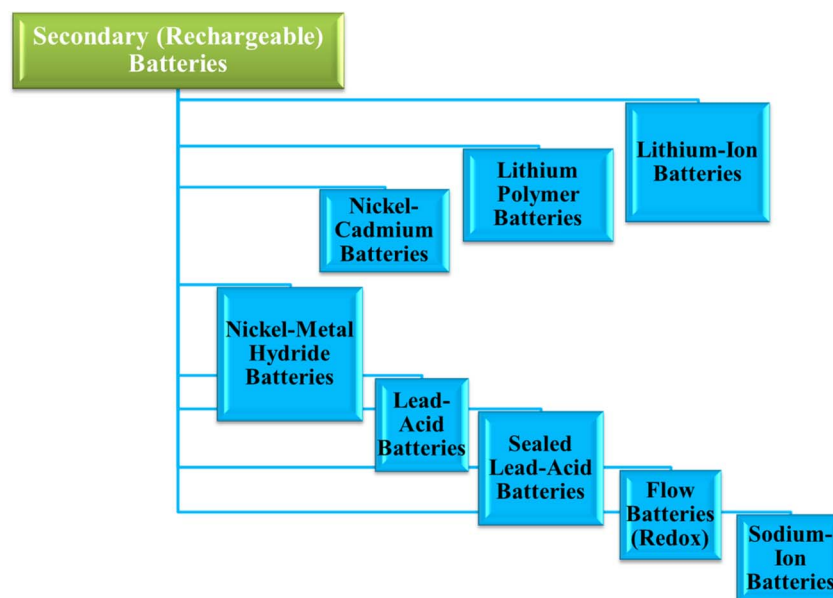 Secondary (Rechargeable)
Batteries
Lithium-Ion
Batteries
Lithium
Polymer
Batteries
Nickel-
Cadmium
Batteries
Nickel-Metal
Hydride
Batteries
Lead-
Acid
Batteries
Sealed
Lead-Acid
Batteries
Flow
Batteries
(Redox)
Sodium-
Ion
Batteries